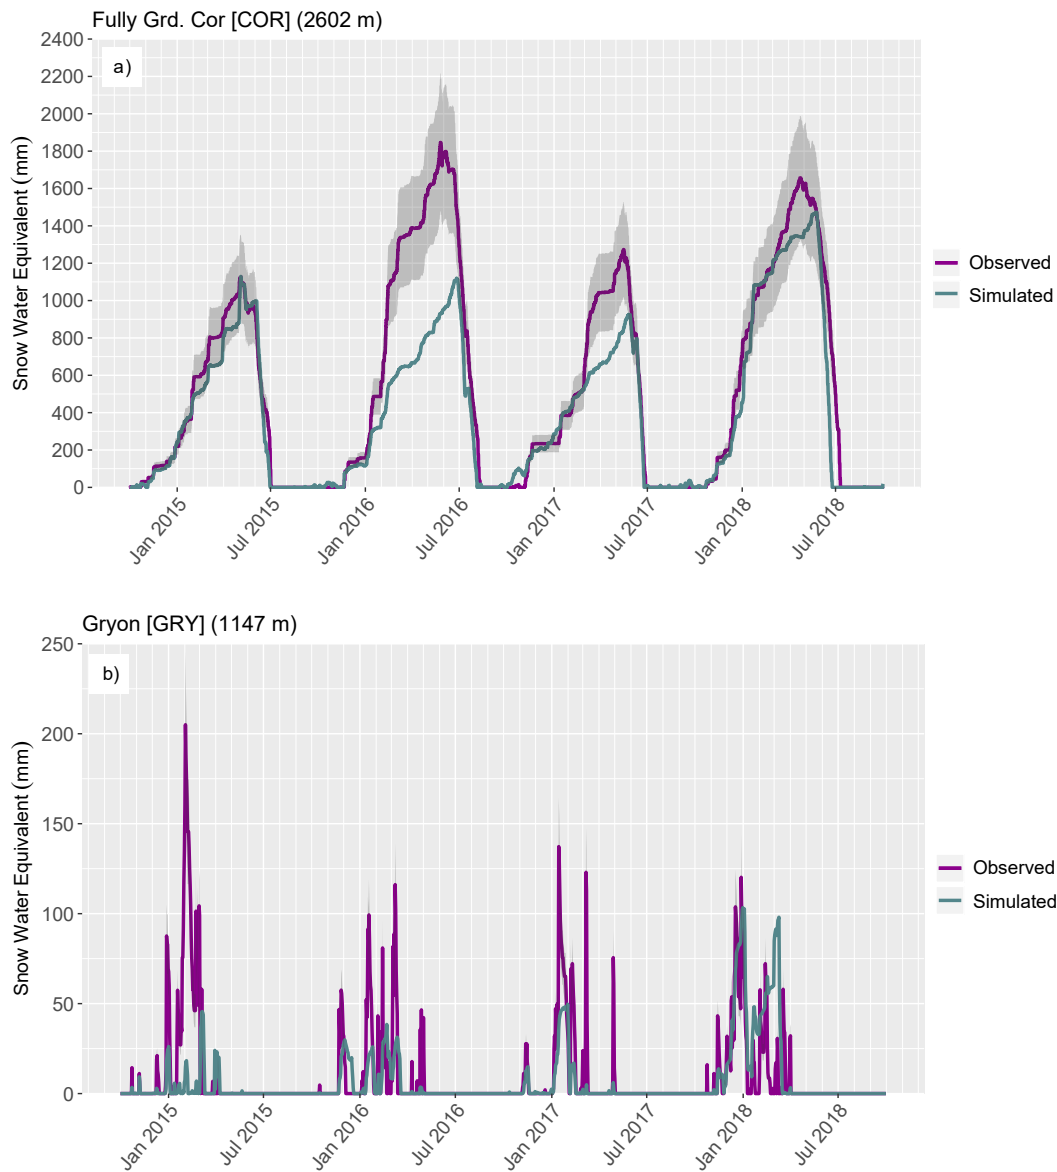 Fully Grd. Cor [COR] (2602 m)
a)
2400
2200
2000
1800
1600
1400
1200
1000
800
600
400
200
0
Snow Water Equivalent (mm)
Jan 2015
Jul 2015
Jan 2016
Jul 2016
Jan 2017
Jul 2017
Jan 2018
Jul 2018
Observed
Simulated
Gryon [GRY] (1147 m)
b)
250
200
150
100
50
0
Snow Water Equivalent (mm)
Jan 2015
Jul 2015
Jan 2016
Jul 2016
Jan 2017
Jul 2017
Jan 2018
Jul 2018
Observed
Simulated